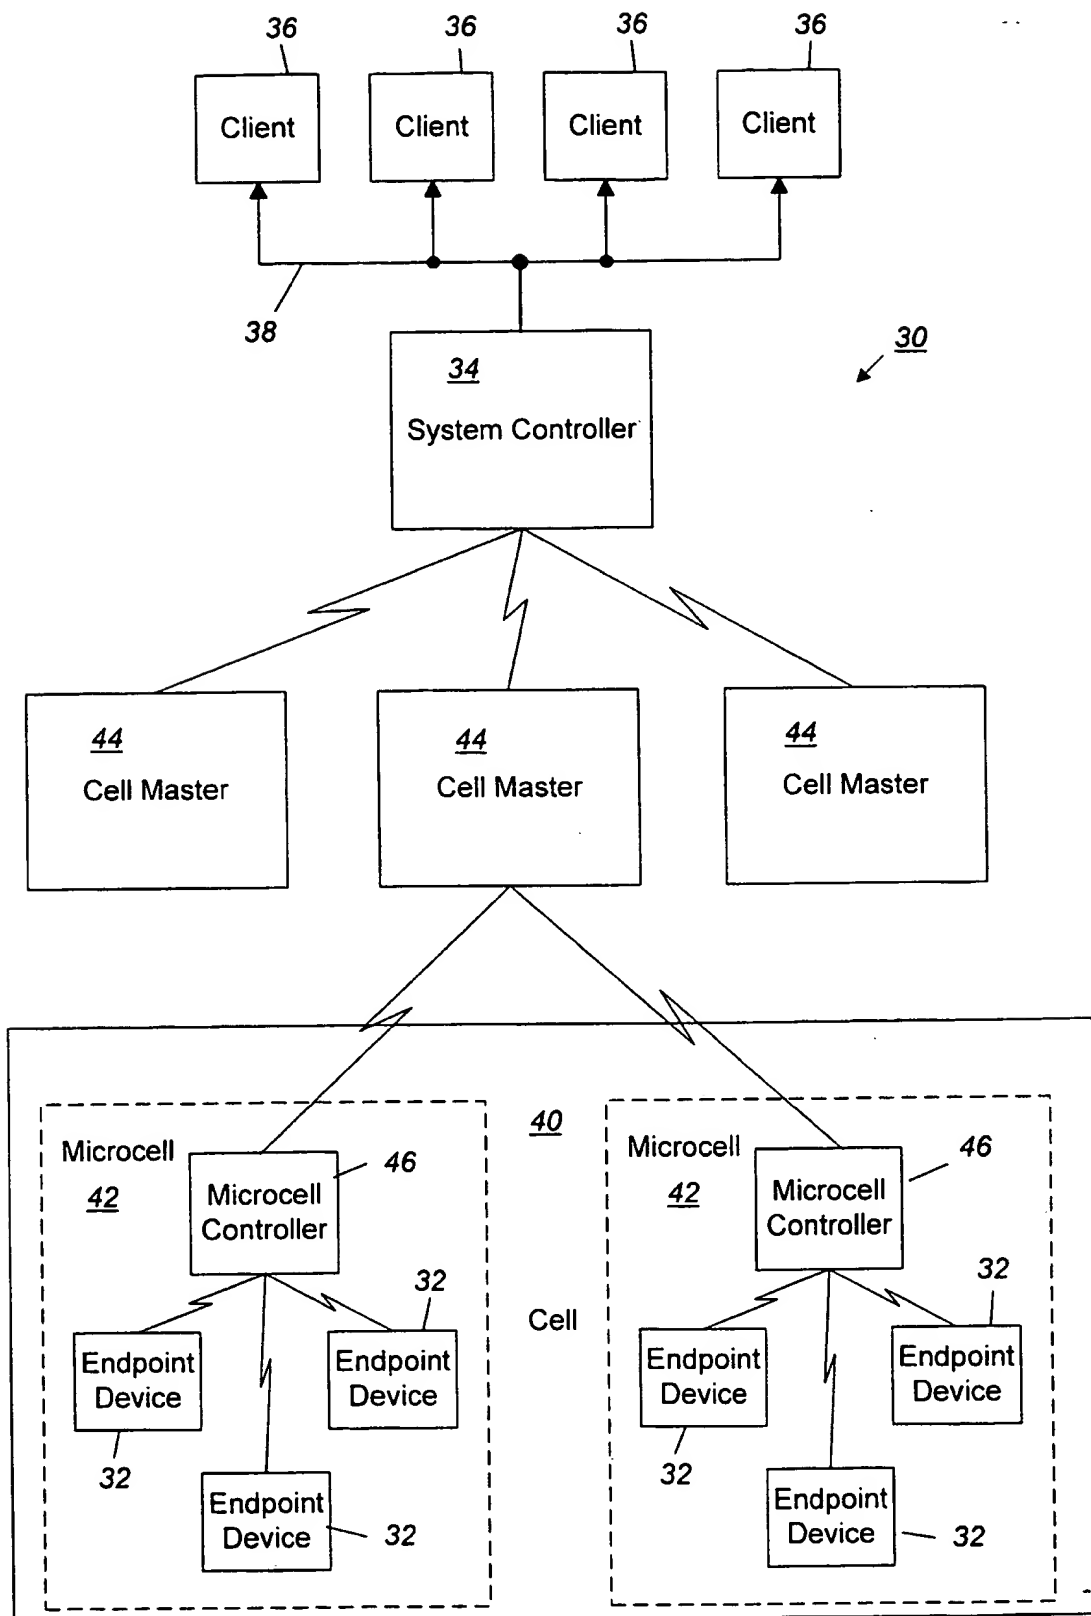 36 36 36 36
Client Client Client Client
38
30
34
System Controller
44 44 44
Cell Master Cell Master Cell Master
40
Microcell
42
46
Microcell
Controller
Microcell
42
46
Microcell
Controller
Cell
32
Endpoint
Device
32
Endpoint
Device
Endpoint
Device
32
32
Endpoint
Device
32
Endpoint
Device
Endpoint
Device
32